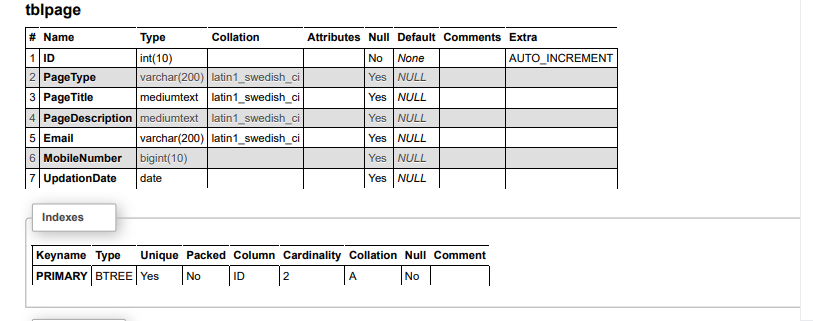 tblpage
# Name Type Collation Attributes Null Default Comments Extra
1 ID int(10) No None AUTO_INCREMENT
2 PageType varchar(200) latin1_swedish_ci Yes NULL
3 PageTitle mediumtext latin1_swedish_ci Yes NULL
4 PageDescription mediumtext latin1_swedish_ci Yes NULL
5 Email varchar(200) latin1_swedish_ci Yes NULL
6 MobileNumber bigint(10) Yes NULL
7 UpdationDate date Yes NULL
Indexes
Keyname Type Unique Packed Column Cardinality Collation Null Comment
PRIMARY BTREE Yes No ID 2 A No